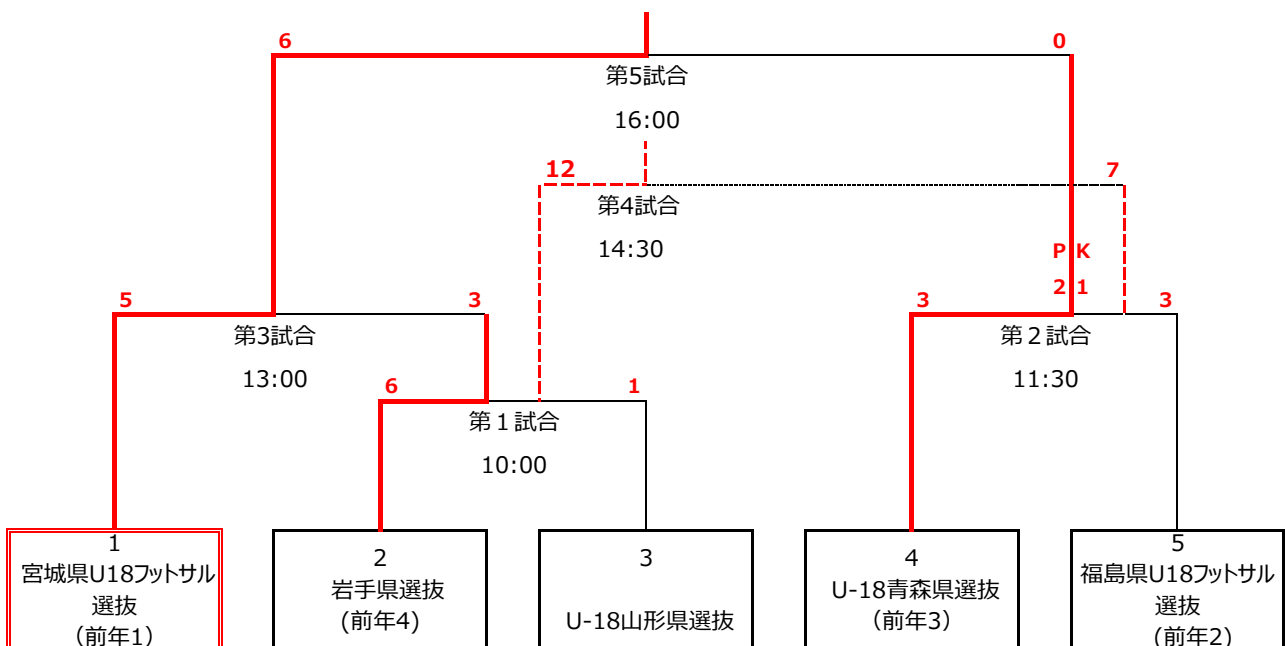 6
0
第5試合
16:00
12
7
第4試合
14:30
P K
2 1
5
3
3
3
第3試合
第２試合
13:00
11:30
6
1
第１試合
10:00
1
宮城県U18フットサル
選抜
（前年1）
2
岩手県選抜
(前年4)
3
U-18山形県選抜
4
U-18青森県選抜
（前年3）
5
福島県U18フットサル
選抜
（前年2）